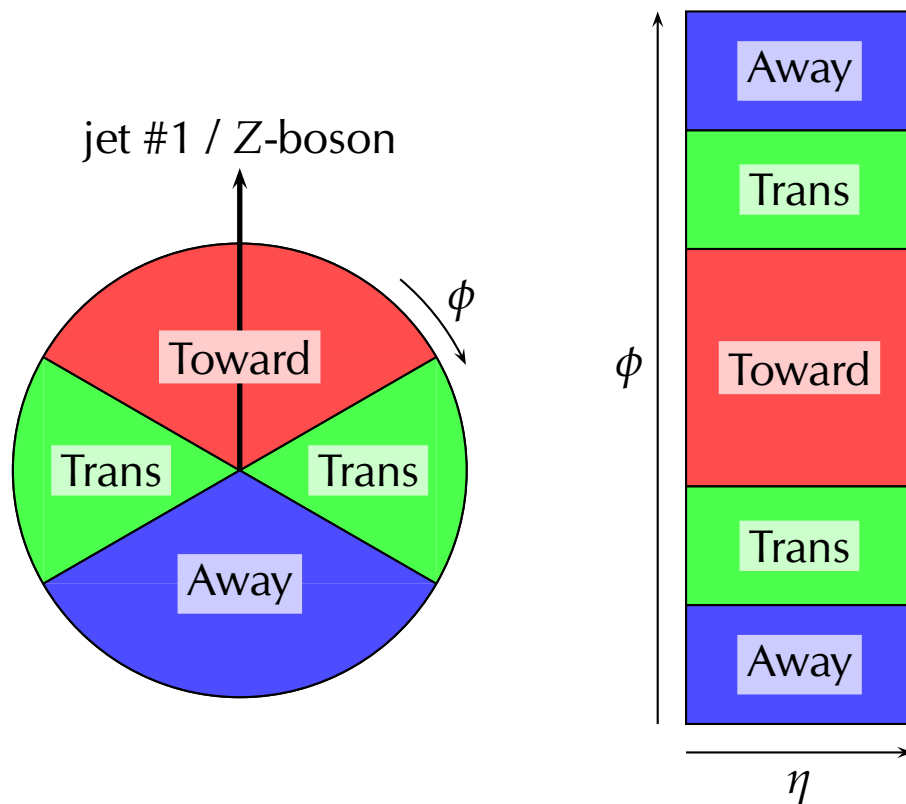 jet #1 / Z-boson
ϕ
Toward
Trans
Trans
Away
Away
Trans
ϕ
Toward
Trans
Away
η